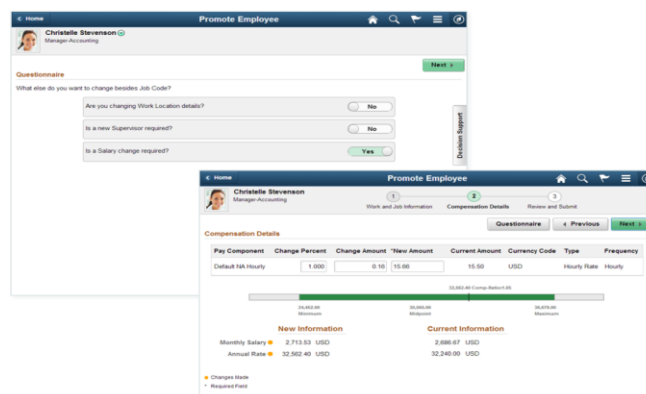 Home
Promote Employee
Christelle Stevenson
Manager-Accounting
Next
Questionnaire
What else do you want to change besides Job Code?
Are you changing Work Location details?
No
Is a new Supervisor required?
No
Is a Salary change required?
Yes
Decision Support
Home
Promote Employee
Christelle Stevenson
Manager-Accounting
1 2 3
Work and Job Information Compensation Details Review and Submit
Questionnaire Previous Next
Compensation Details
Pay Component Change Percent Change Amount *New Amount Current Amount Currency Code Type Frequency
Default NA Hourly 1.000 0.16 15.66 15.50 USD Hourly Rate Hourly
Minimum Midpoint Maximum
New Information Current Information
Monthly Salary 2,713.53 USD 2,686.67 USD
Annual Rate 32,562.40 USD 32,240.00 USD
Changes Made
* Required Field